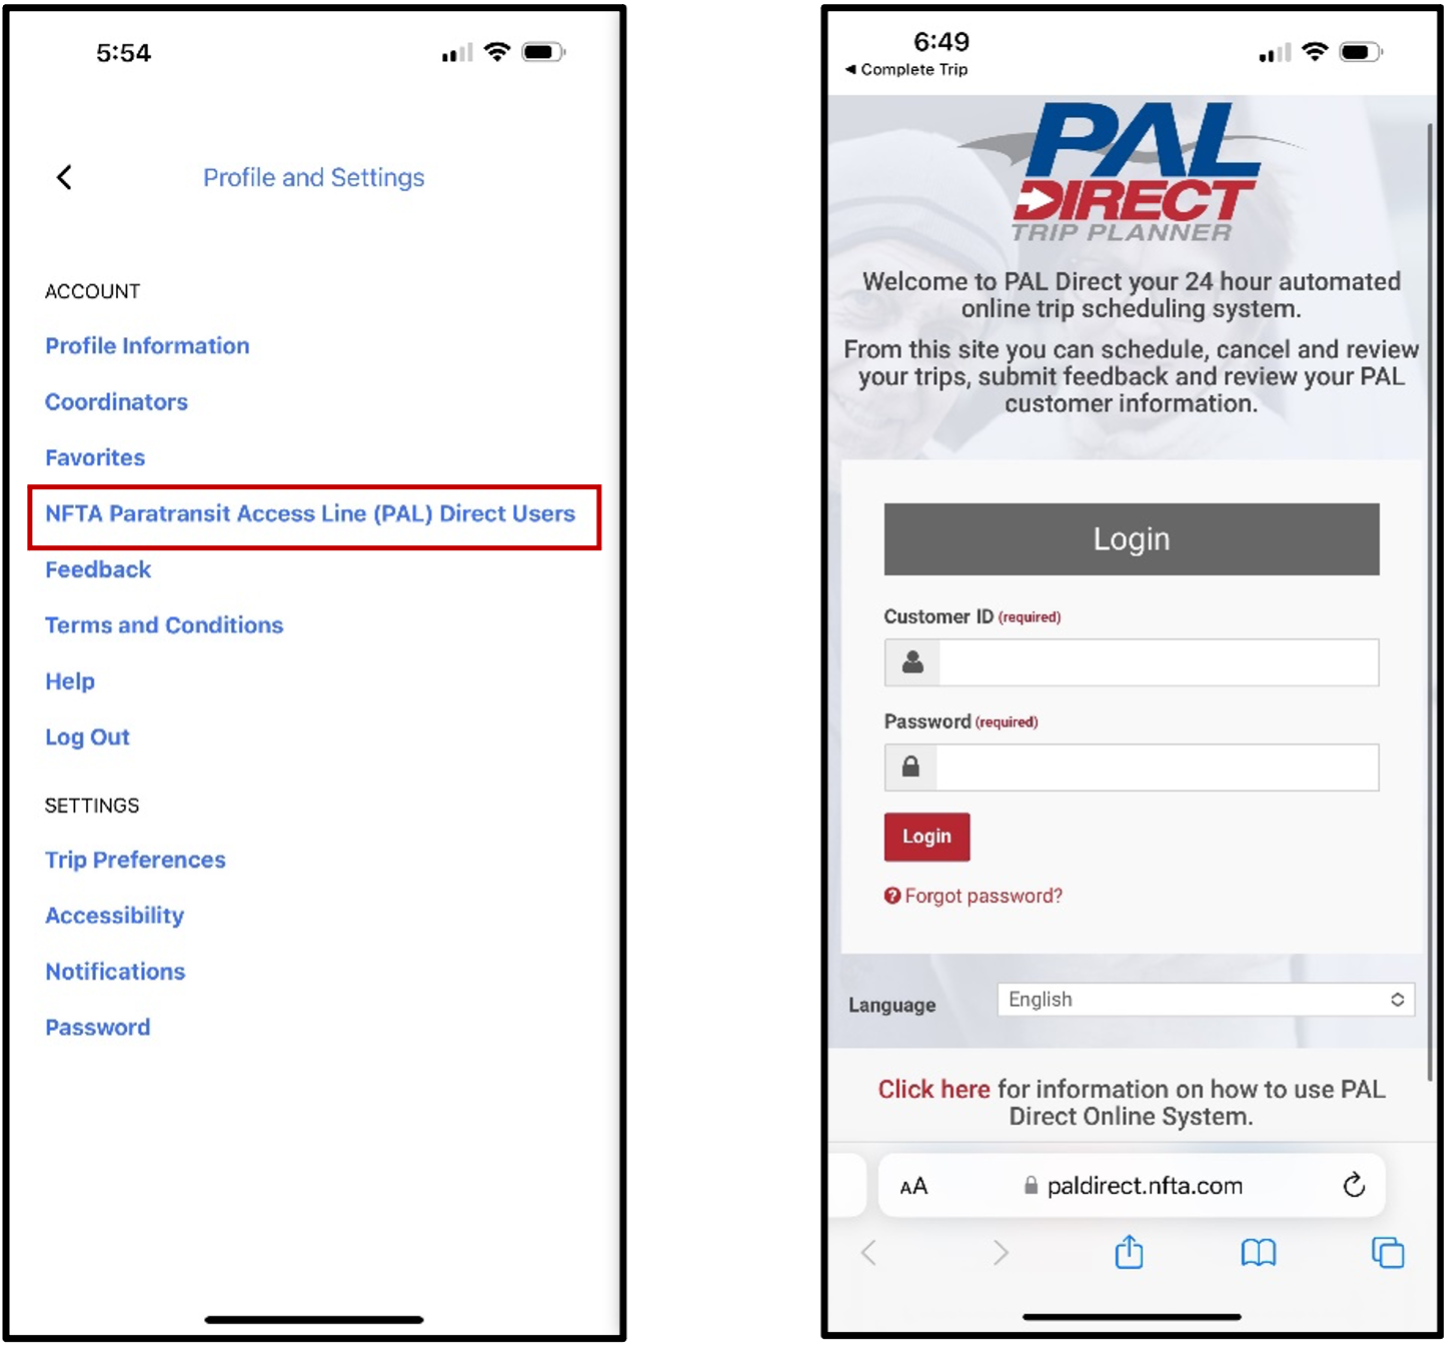 5:54
Profile and Settings
ACCOUNT
Profile Information
Coordinators
Favorites
NFTA Paratransit Access Line (PAL) Direct Users
Feedback
Terms and Conditions
Help
Log Out
SETTINGS
Trip Preferences
Accessibility
Notifications
Password
6:49
◀ Complete Trip
PAL
DIRECT
TRIP PLANNER
Welcome to PAL Direct your 24 hour automated
online trip scheduling system.
From this site you can schedule, cancel and review
your trips, submit feedback and review your PAL
customer information.
Login
Customer ID (required)
Password (required)
Login
Forgot password?
Language English
Click here for information on how to use PAL
Direct Online System.
AA paldirect.nfta.com